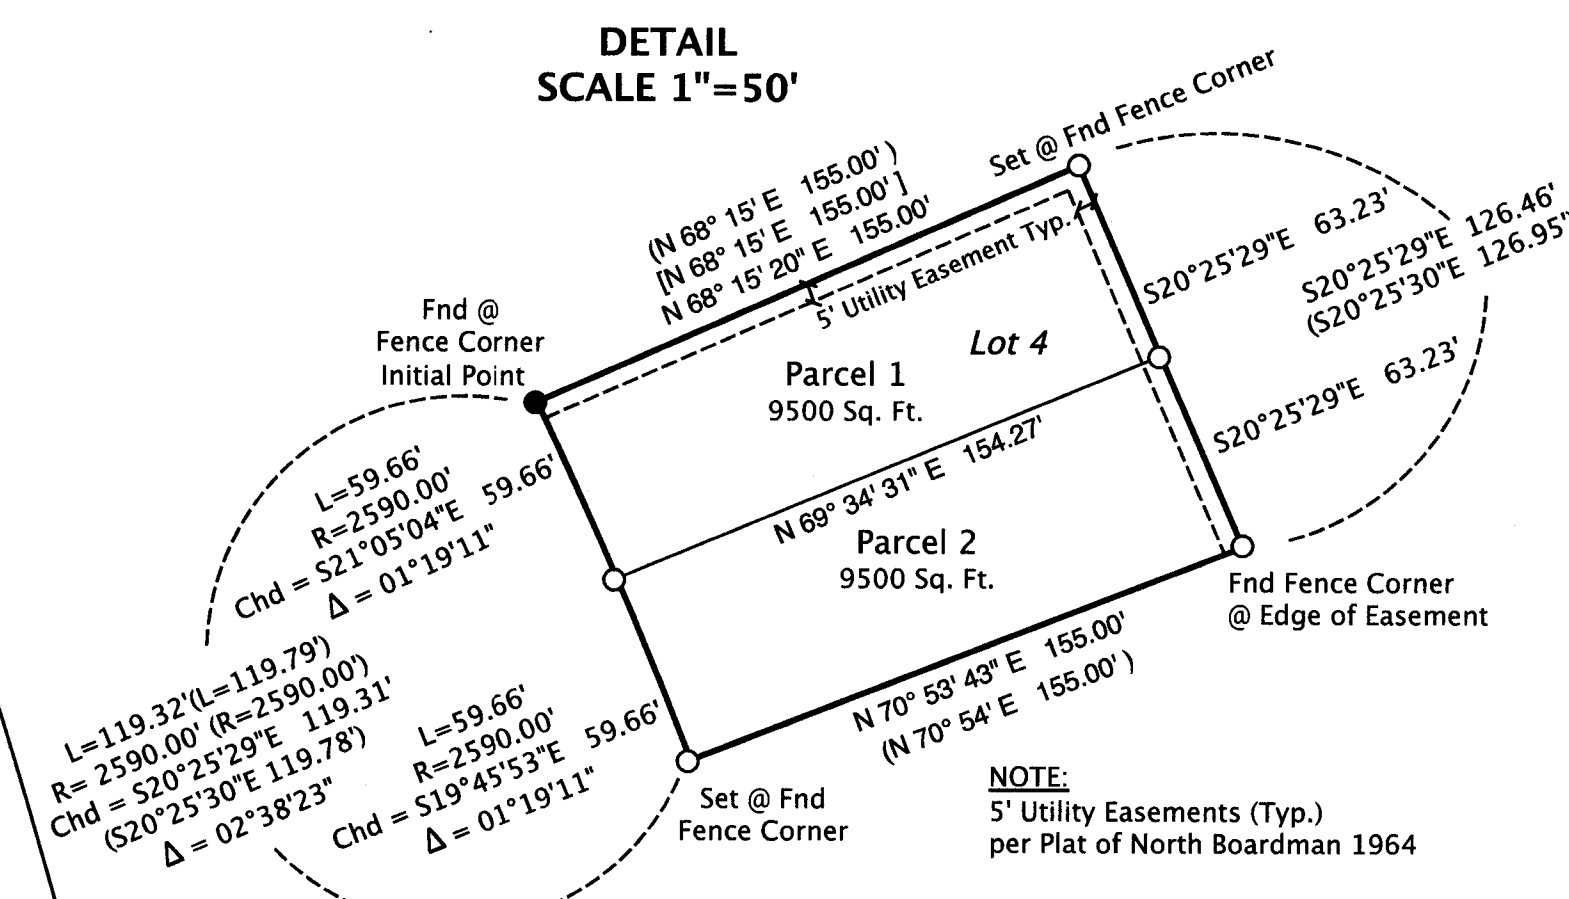 DETAIL
SCALE 1"=50'
Set @ Fnd Fence Corner
(N 68° 15' E 155.00' )
[N 68° 15' E 155.00' ]
N 68° 15' 20" E 155.00'
5' Utility Easement Typ.
S20°25'29"E 63.23'
S20°25'29"E 126.46'
(S20°25'30"E 126.95"
Fnd @
Fence Corner
Initial Point
Lot 4
Parcel 1
9500 Sq. Ft.
S20°25'29"E 63.23'
L=59.66'
R=2590.00'
Chd = S21°05'04"E 59.66'
Δ = 01°19'11"
N 69° 34' 31" E 154.27'
Parcel 2
9500 Sq. Ft.
Fnd Fence Corner
@ Edge of Easement
L=119.32'(L=119.79')
R= 2590.00' (R=2590.00')
Chd = S20°25'29"E 119.31'
(S20°25'30"E 119.78')
Δ = 02°38'23"
L=59.66'
R=2590.00'
Chd = S19°45'53"E 59.66'
Δ = 01°19'11"
N 70° 53' 43" E 155.00'
(N 70° 54' E 155.00' )
Set @ Fnd
Fence Corner
NOTE:
5' Utility Easements (Typ.)
per Plat of North Boardman 1964